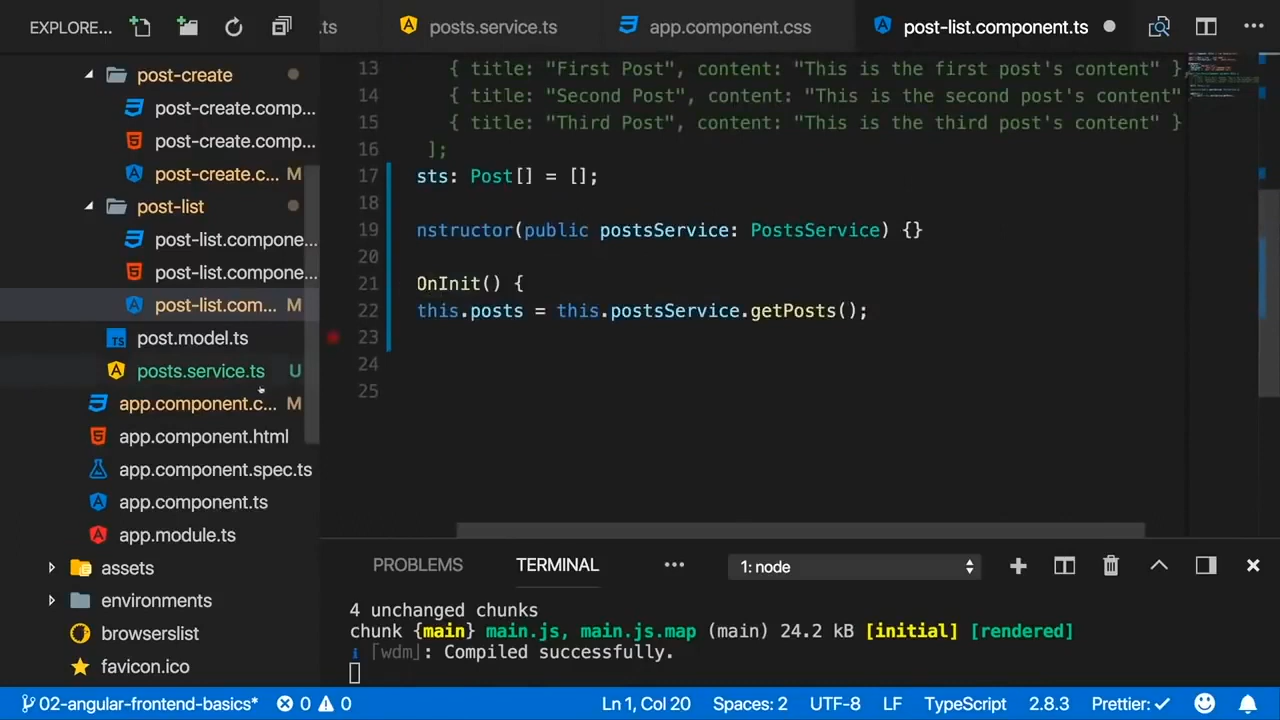 EXPLORE...
.ts
posts.service.ts
app.component.css
post-list.component.ts
post-create
post-create.comp...
post-create.comp...
post-create.c... M
post-list
post-list.compone...
post-list.compone...
post-list.com... M
post.model.ts
posts.service.ts U
app.component.c... M
app.component.html
app.component.spec.ts
app.component.ts
app.module.ts
assets
environments
browserslist
favicon.ico
13 { title: "First Post", content: "This is the first post's content" }
14 { title: "Second Post", content: "This is the second post's content"
15 { title: "Third Post", content: "This is the third post's content" }
16 ];
17 sts: Post[] = [];
18
19 nstructor(public postsService: PostsService) {}
20
21 OnInit() {
22 this.posts = this.postsService.getPosts();
23
24
25
PROBLEMS TERMINAL ... 1: node
4 unchanged chunks
chunk {main} main.js, main.js.map (main) 24.2 kB [initial] [rendered]
i ｢wdm｣: Compiled successfully.
02-angular-frontend-basics* 0 0 Ln 1, Col 20 Spaces: 2 UTF-8 LF TypeScript 2.8.3 Prettier: ✓